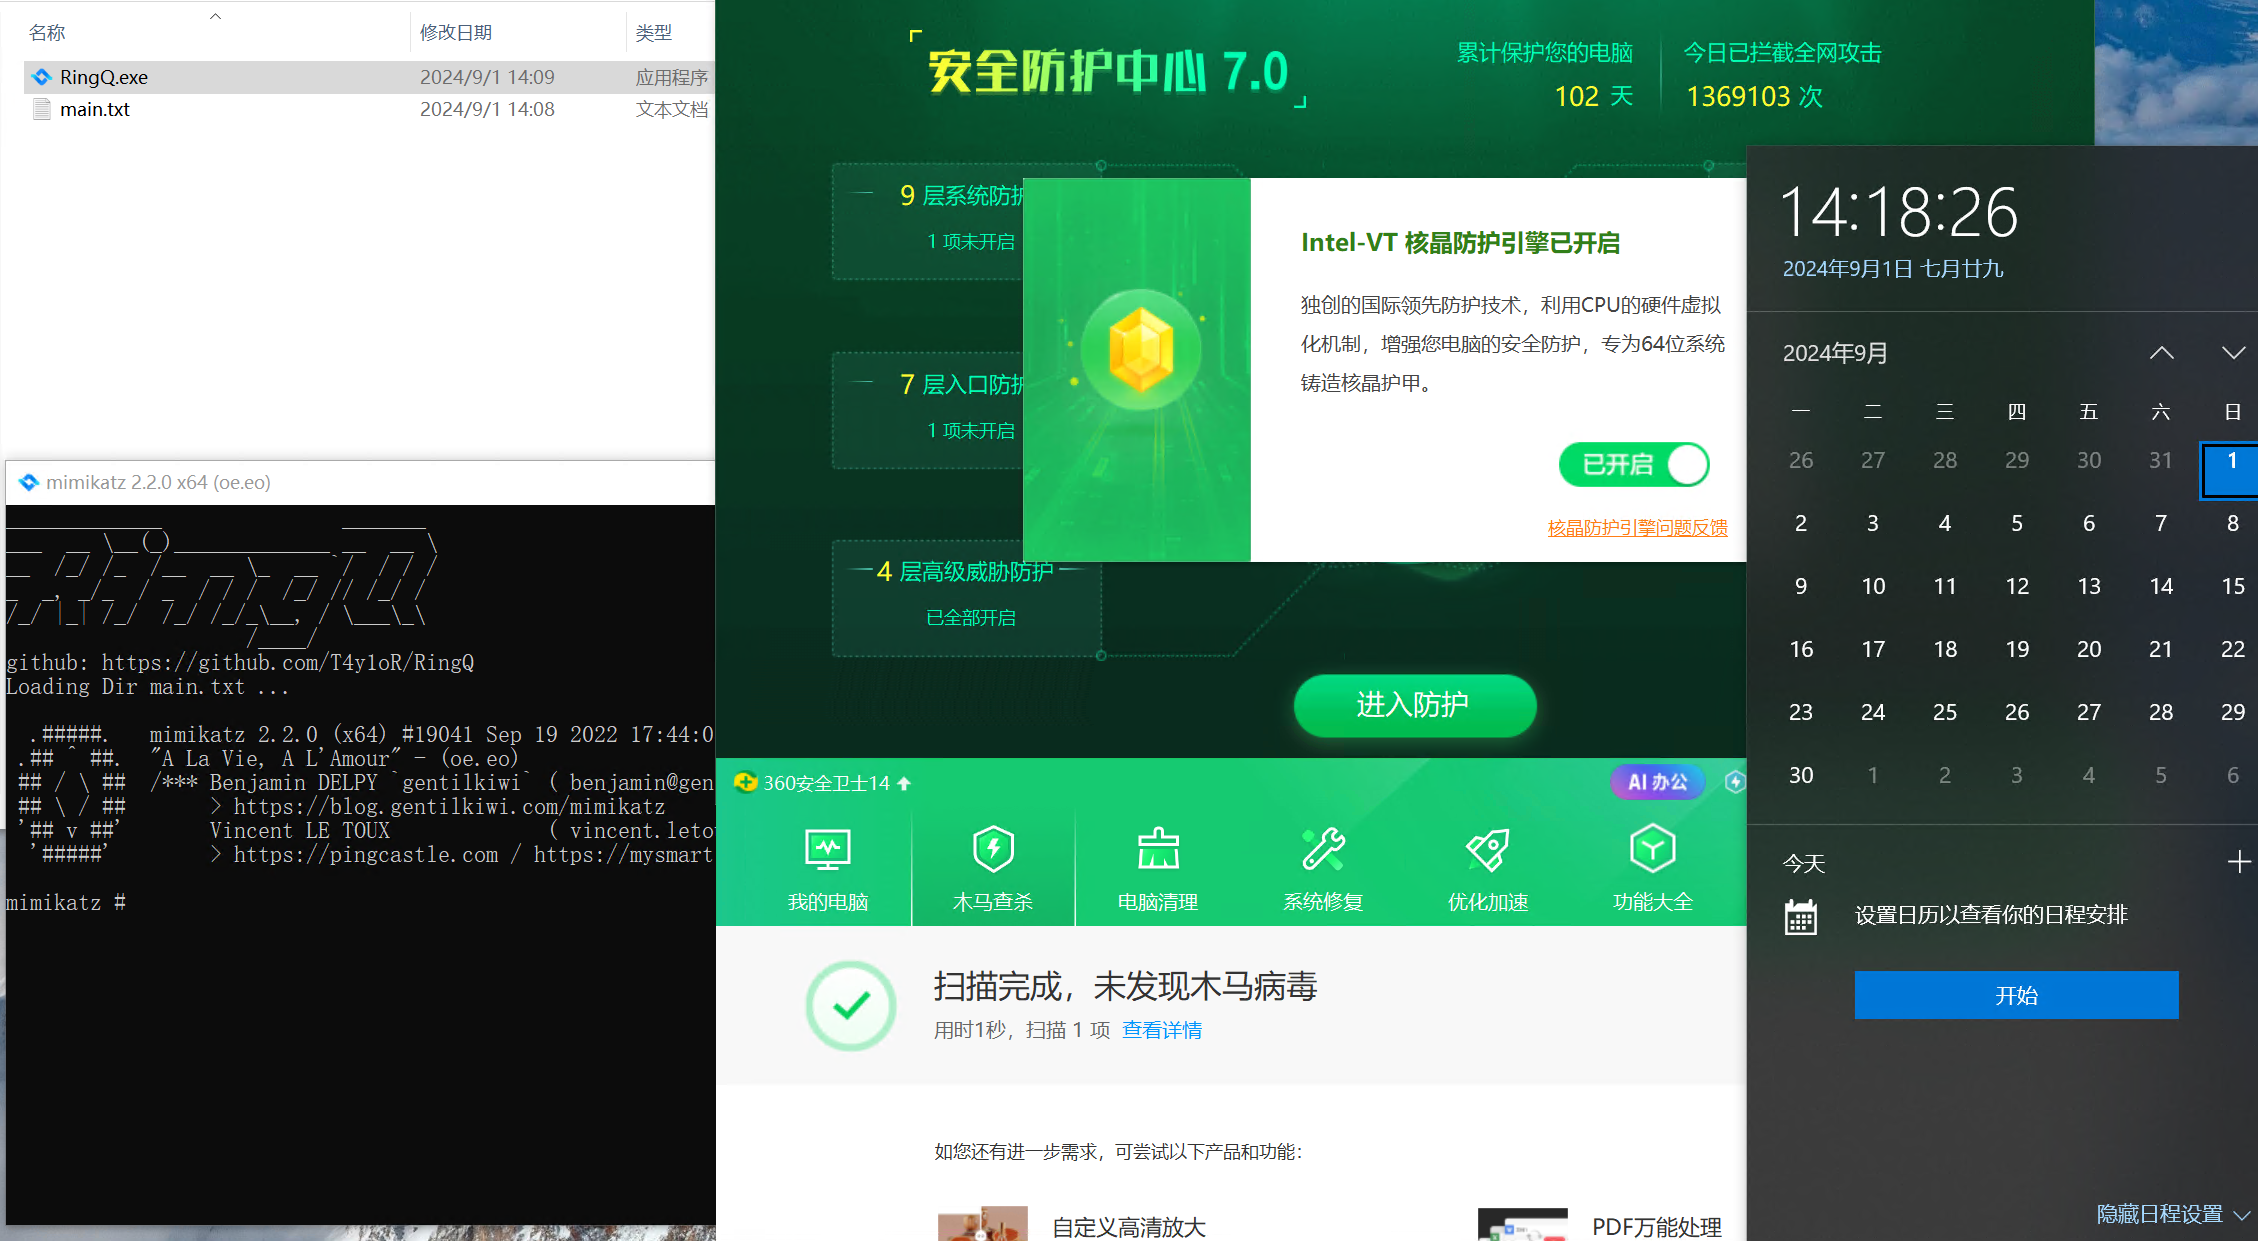 名称 修改日期 类型
RingQ.exe 2024/9/1 14:09 应用程序
main.txt 2024/9/1 14:08 文本文档
mimikatz 2.2.0 x64 (oe.eo)
github: https://github.com/T4y1oR/RingQ
Loading Dir main.txt ...
.#####. mimikatz 2.2.0 (x64) #19041 Sep 19 2022 17:44:0
.## ^ ##. "A La Vie, A L'Amour" - (oe.eo)
## / \ ## /*** Benjamin DELPY `gentilkiwi` ( benjamin@gen
## \ / ## > https://blog.gentilkiwi.com/mimikatz
'## v ##' Vincent LE TOUX ( vincent.leto
'#####' > https://pingcastle.com / https://mysmart
mimikatz #
安全防护中心 7.0
累计保护您的电脑
102 天
今日已拦截全网攻击
1369103 次
9 层系统防护
1 项未开启
7 层入口防护
1 项未开启
4 层高级威胁防护
已全部开启
Intel-VT 核晶防护引擎已开启
独创的国际领先防护技术，利用CPU的硬件虚拟
化机制，增强您电脑的安全防护，专为64位系统
铸造核晶护甲。
已开启
核晶防护引擎问题反馈
进入防护
360安全卫士14
AI 办公
我的电脑 木马查杀 电脑清理 系统修复 优化加速 功能大全
扫描完成，未发现木马病毒
用时1秒，扫描 1 项 查看详情
如您还有进一步需求，可尝试以下产品和功能：
自定义高清放大
PDF万能处理
14:18:26
2024年9月1日 七月廿九
2024年9月
一 二 三 四 五 六 日
26 27 28 29 30 31 1
2 3 4 5 6 7 8
9 10 11 12 13 14 15
16 17 18 19 20 21 22
23 24 25 26 27 28 29
30 1 2 3 4 5 6
今天
设置日历以查看你的日程安排
开始
隐藏日程设置